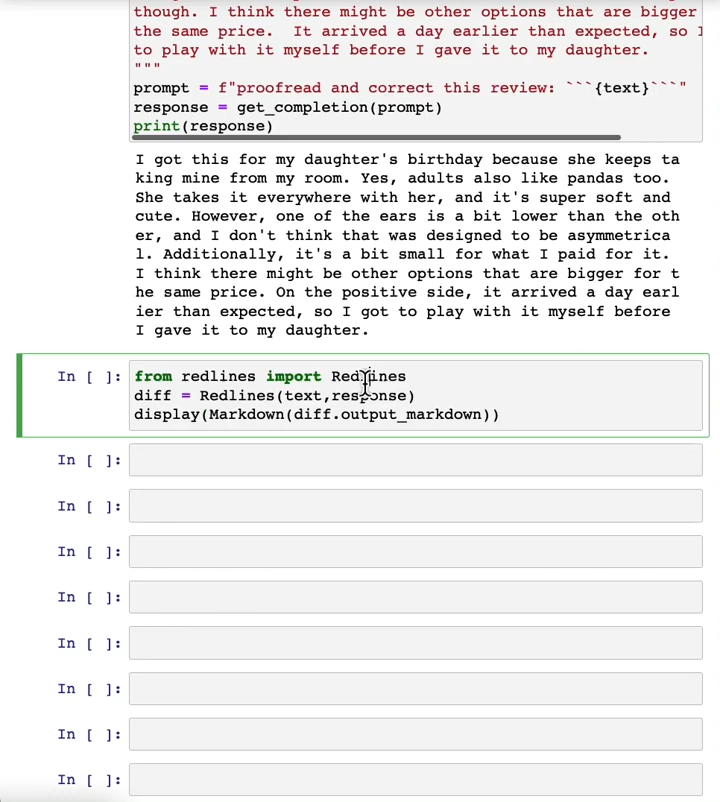 though. I think there might be other options that are bigger
the same price.  It arrived a day earlier than expected, so I
to play with it myself before I gave it to my daughter.
"""
prompt = f"proofread and correct this review: ```{text}```"
response = get_completion(prompt)
print(response)
I got this for my daughter's birthday because she keeps ta
king mine from my room. Yes, adults also like pandas too.
She takes it everywhere with her, and it's super soft and
cute. However, one of the ears is a bit lower than the oth
er, and I don't think that was designed to be asymmetrica
l. Additionally, it's a bit small for what I paid for it.
I think there might be other options that are bigger for t
he same price. On the positive side, it arrived a day earl
ier than expected, so I got to play with it myself before
I gave it to my daughter.
In [ ]: from redlines import Redlines
diff = Redlines(text,response)
display(Markdown(diff.output_markdown))
In [ ]:
In [ ]:
In [ ]:
In [ ]:
In [ ]:
In [ ]:
In [ ]:
In [ ]: